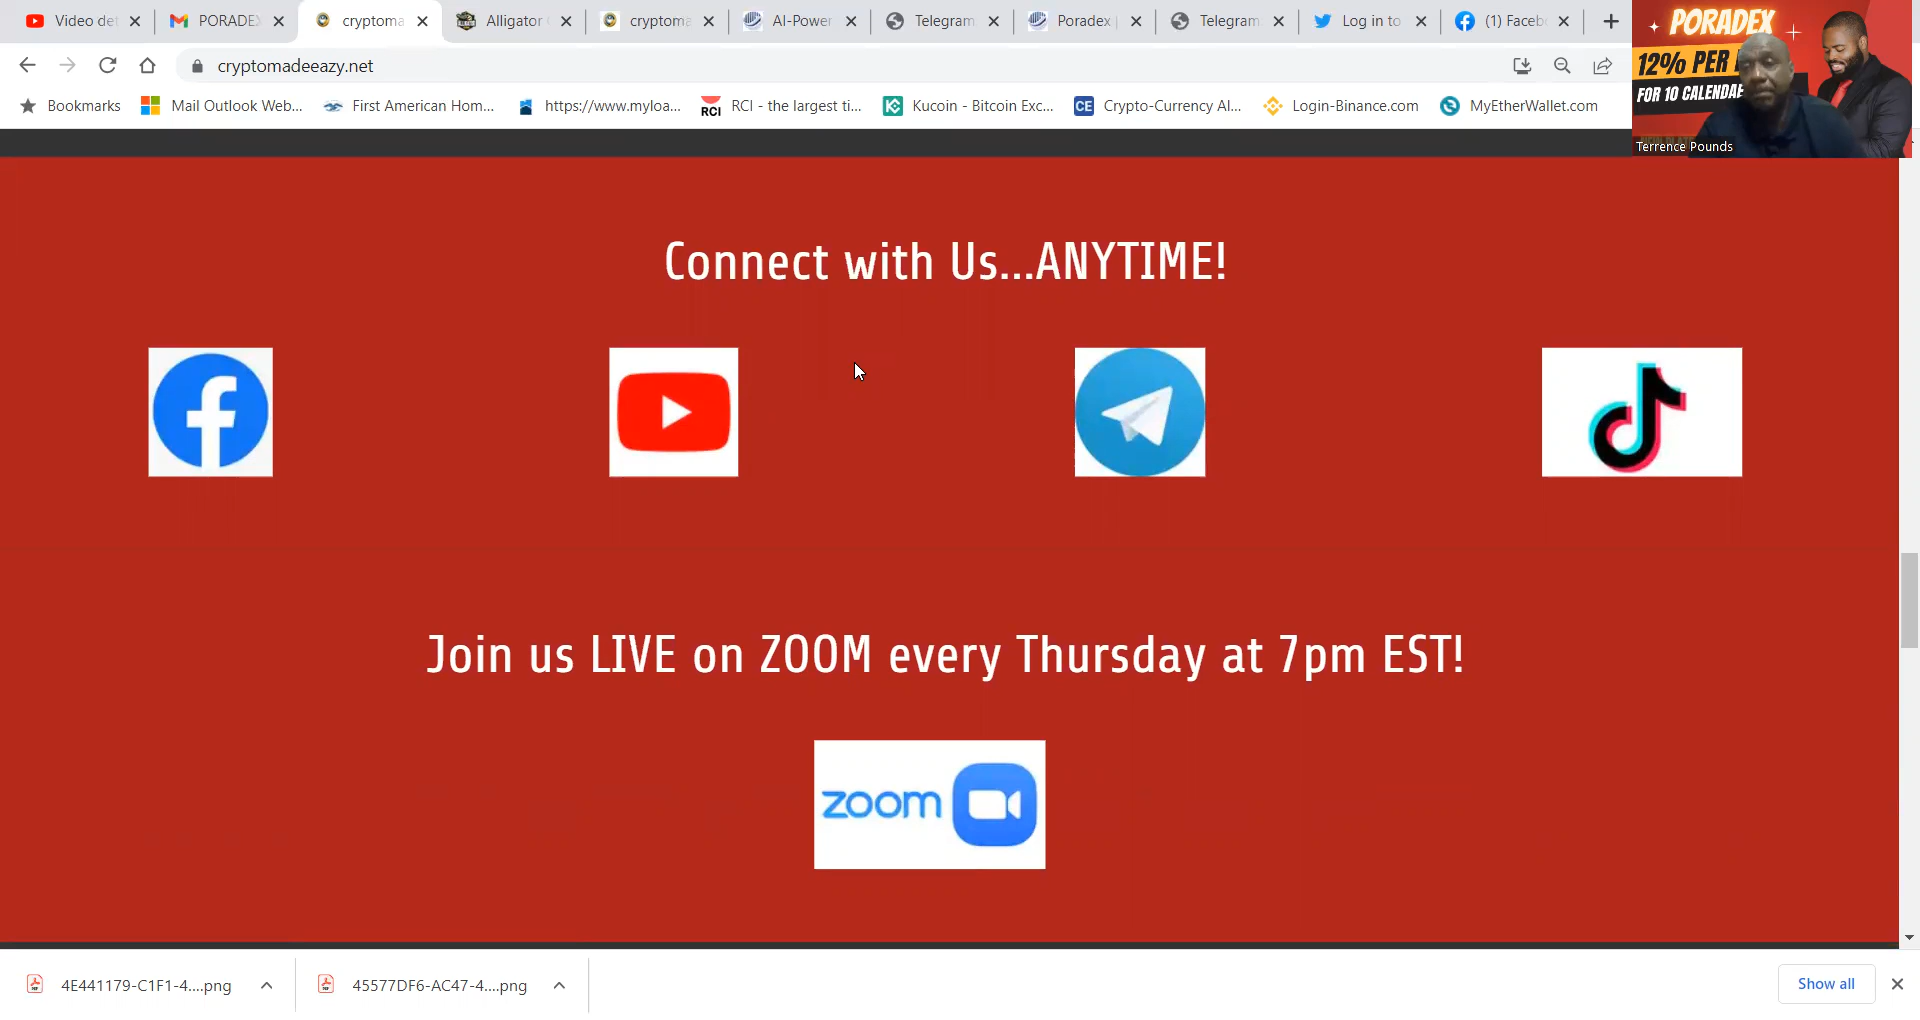 Video det
PORADEX
cryptoma
Alligator
cryptoma
AI-Power
Telegram
Poradex
Telegram
Log in to
(1) Faceb
cryptomadeeazy.net
Bookmarks
Mail Outlook Web...
First American Hom...
https://www.myloa...
RCI - the largest ti...
Kucoin - Bitcoin Exc...
Crypto-Currency Al...
Login-Binance.com
MyEtherWallet.com
PORADEX
12% PER
FOR 10 CALENDAR
Terrence Pounds
Connect with Us...ANYTIME!
Join us LIVE on ZOOM every Thursday at 7pm EST!
zoom
4E441179-C1F1-4....png
45577DF6-AC47-4....png
Show all